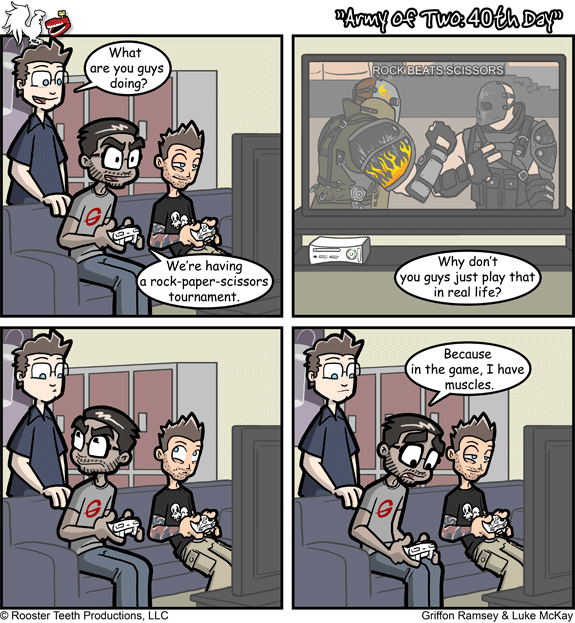 "Army of Two: 40th Day"
What
are you guys
doing?
We're having
a rock-paper-scissors
tournament.
ROCK BEATS SCISSORS
Why don't
you guys just play that
in real life?
Because
in the game, I have
muscles.
© Rooster Teeth Productions, LLC
Griffon Ramsey & Luke McKay